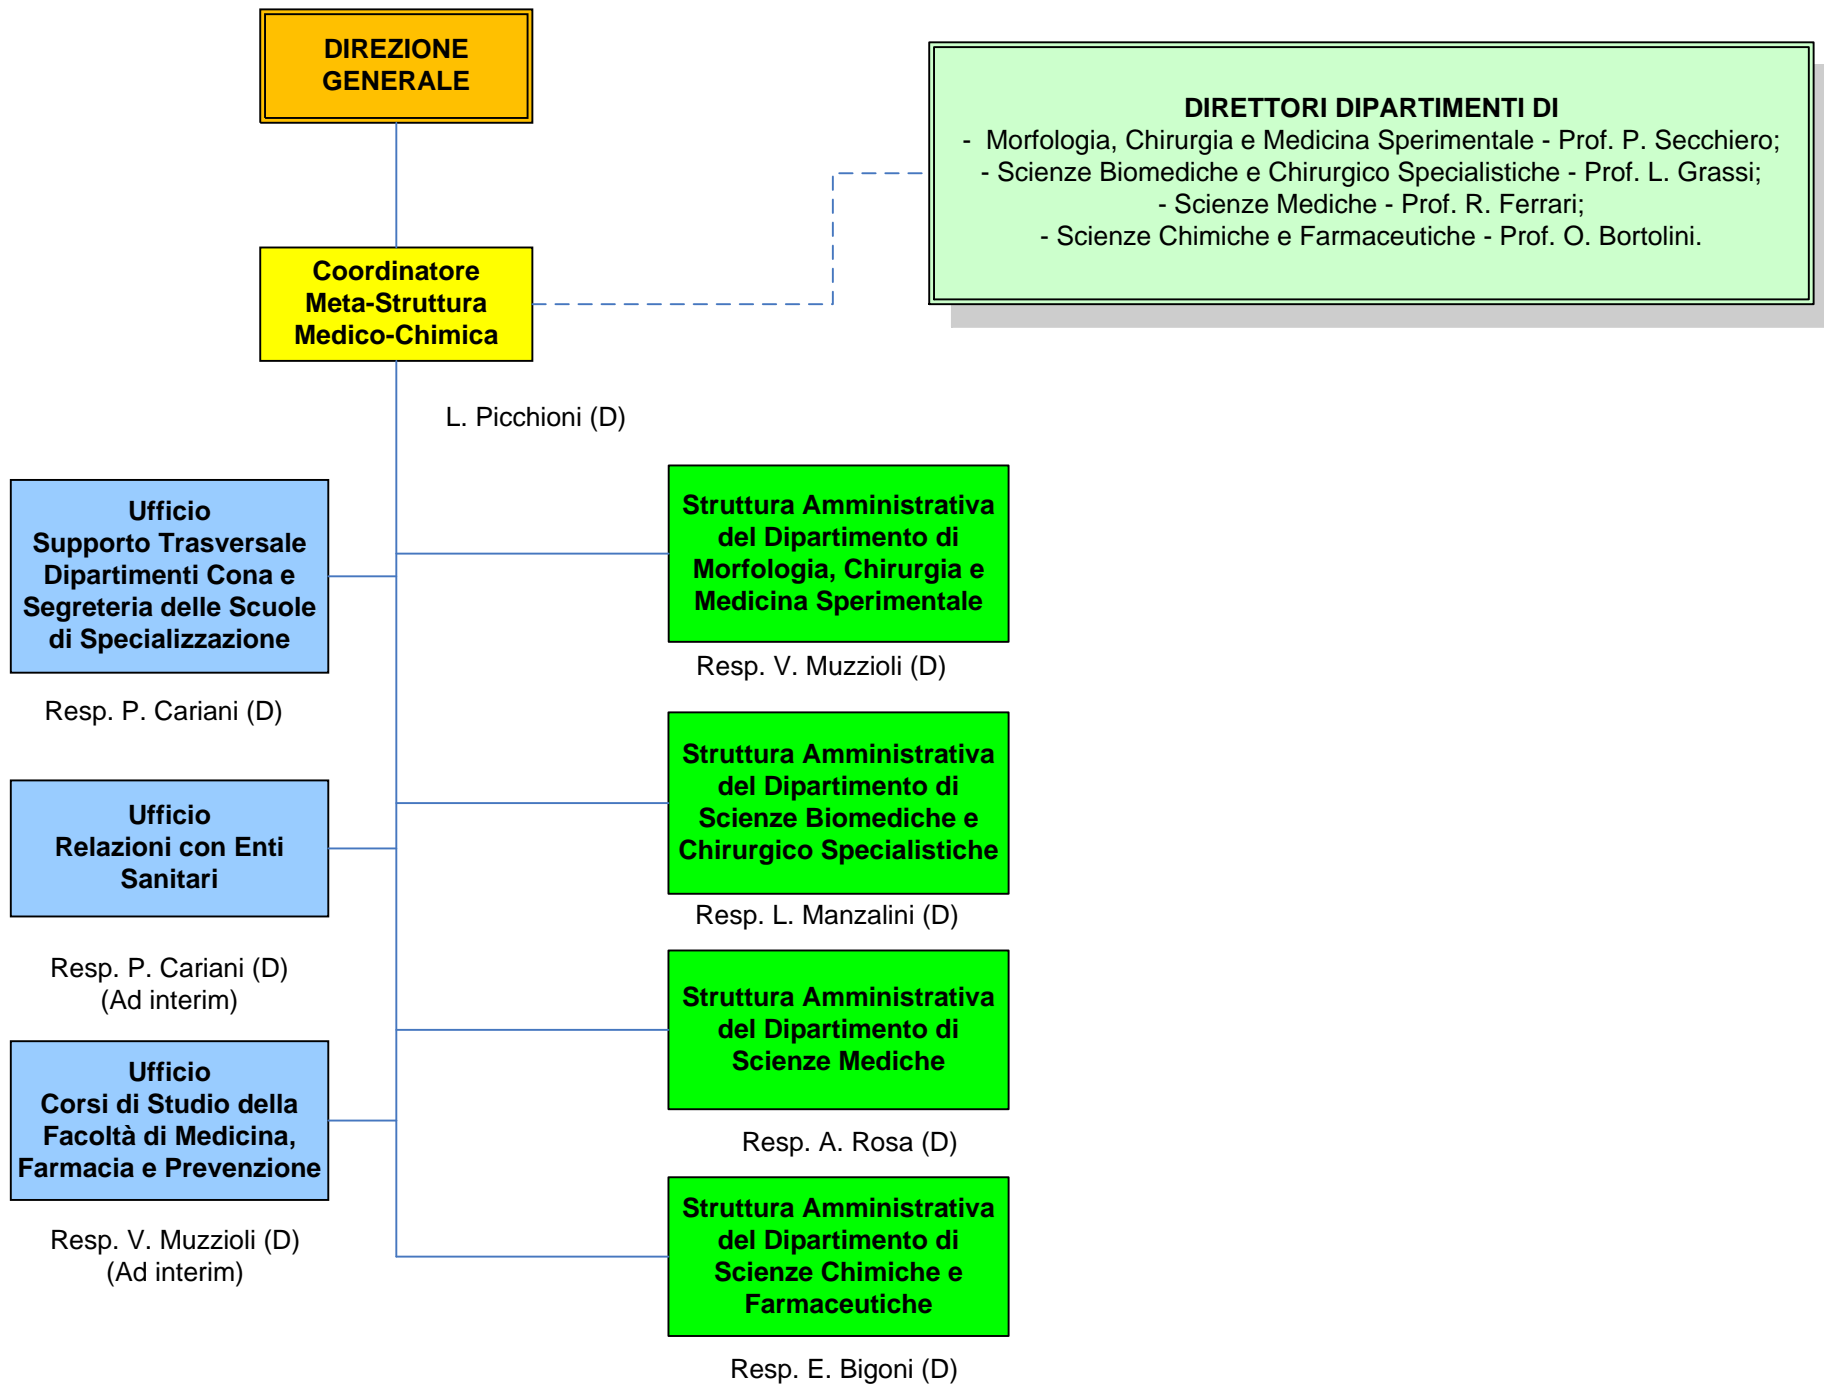 DIREZIONE
GENERALE
DIRETTORI DIPARTIMENTI DI
- Morfologia, Chirurgia e Medicina Sperimentale - Prof. P. Secchiero;
- Scienze Biomediche e Chirurgico Specialistiche - Prof. L. Grassi;
- Scienze Mediche - Prof. R. Ferrari;
- Scienze Chimiche e Farmaceutiche - Prof. O. Bortolini.
Coordinatore
Meta-Struttura
Medico-Chimica
L. Picchioni (D)
Ufficio
Supporto Trasversale
Dipartimenti Cona e
Segreteria delle Scuole
di Specializzazione
Resp. P. Cariani (D)
Struttura Amministrativa
del Dipartimento di
Morfologia, Chirurgia e
Medicina Sperimentale
Resp. V. Muzzioli (D)
Ufficio
Relazioni con Enti
Sanitari
Resp. P. Cariani (D)
(Ad interim)
Struttura Amministrativa
del Dipartimento di
Scienze Biomediche e
Chirurgico Specialistiche
Resp. L. Manzalini (D)
Ufficio
Corsi di Studio della
Facoltà di Medicina,
Farmacia e Prevenzione
Resp. V. Muzzioli (D)
(Ad interim)
Struttura Amministrativa
del Dipartimento di
Scienze Mediche
Resp. A. Rosa (D)
Struttura Amministrativa
del Dipartimento di
Scienze Chimiche e
Farmaceutiche
Resp. E. Bigoni (D)